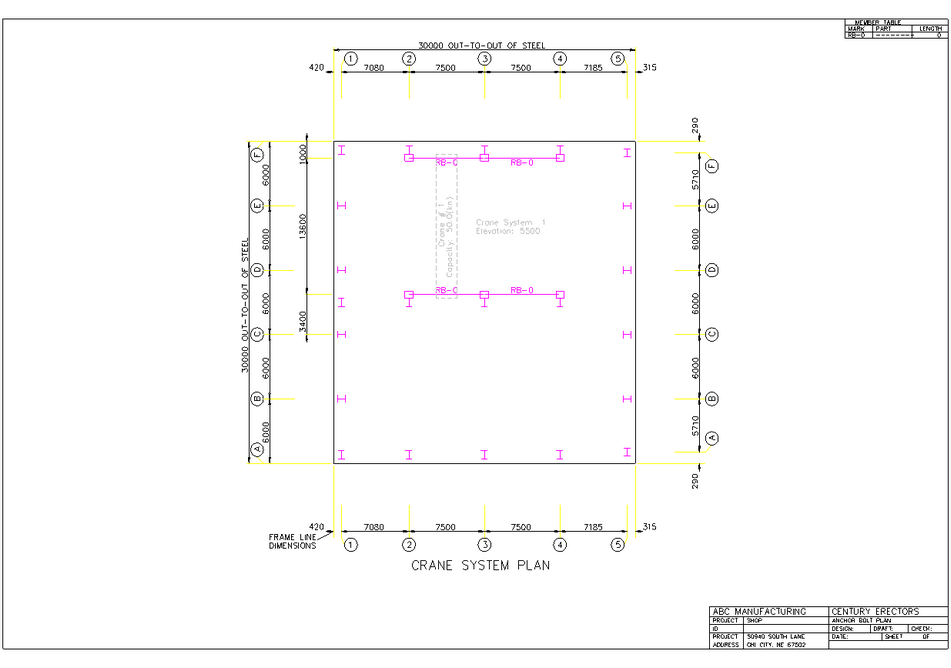 MEMBER TABLE
MARK PART LENGTH
RB-0 -------- 0
30000 OUT-TO-OUT OF STEEL
1 2 3 4 5
420 7080 7500 7500 7185 315
290
1000
F
6000
RB-0 RB-0
F
5710
E
E
13600
6000
Crane # 1
Capacity: 50.0(kn)
Crane System 1
Elevation: 5500
6000
30000 OUT-TO-OUT OF STEEL
D
D
RB-0 RB-0
6000
3400
6000
C
C
6000
6000
B
B
6000
5710
A
A
290
420 7080 7500 7500 7185 315
FRAME LINE
DIMENSIONS
1 2 3 4 5
CRANE SYSTEM PLAN
ABC MANUFACTURING CENTURY ERECTORS
PROJECT SHOP ANCHOR BOLT PLAN
ID DESIGN: DRAFT: CHECK:
PROJECT 50940 SOUTH LANE DATE: SHEET OF
ADDRESS CITY, NE 67502